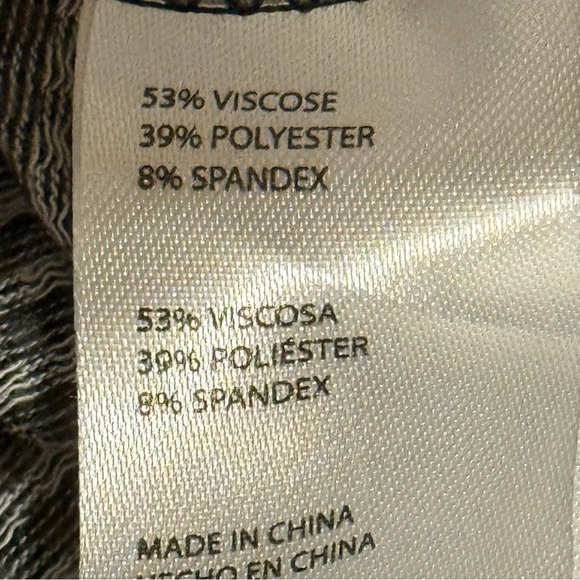 53% VISCOSE
39% POLYESTER
8% SPANDEX
53% VISCOSA
39% POLIÉSTER
8% SPANDEX
MADE IN CHINA
HECHO EN CHINA